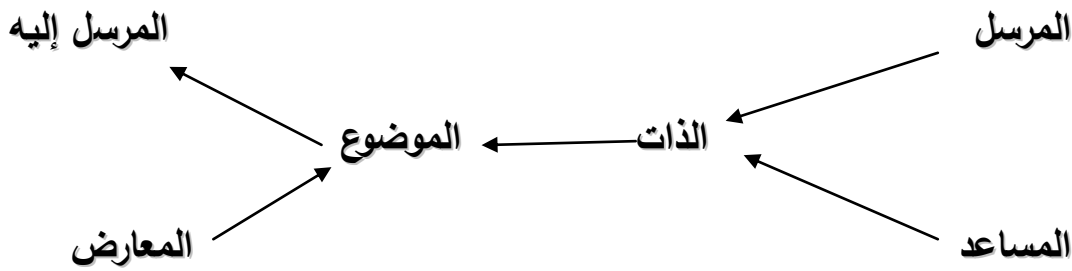 المرسل المرسل إليه
الذات الموضوع
المساعد المعارض